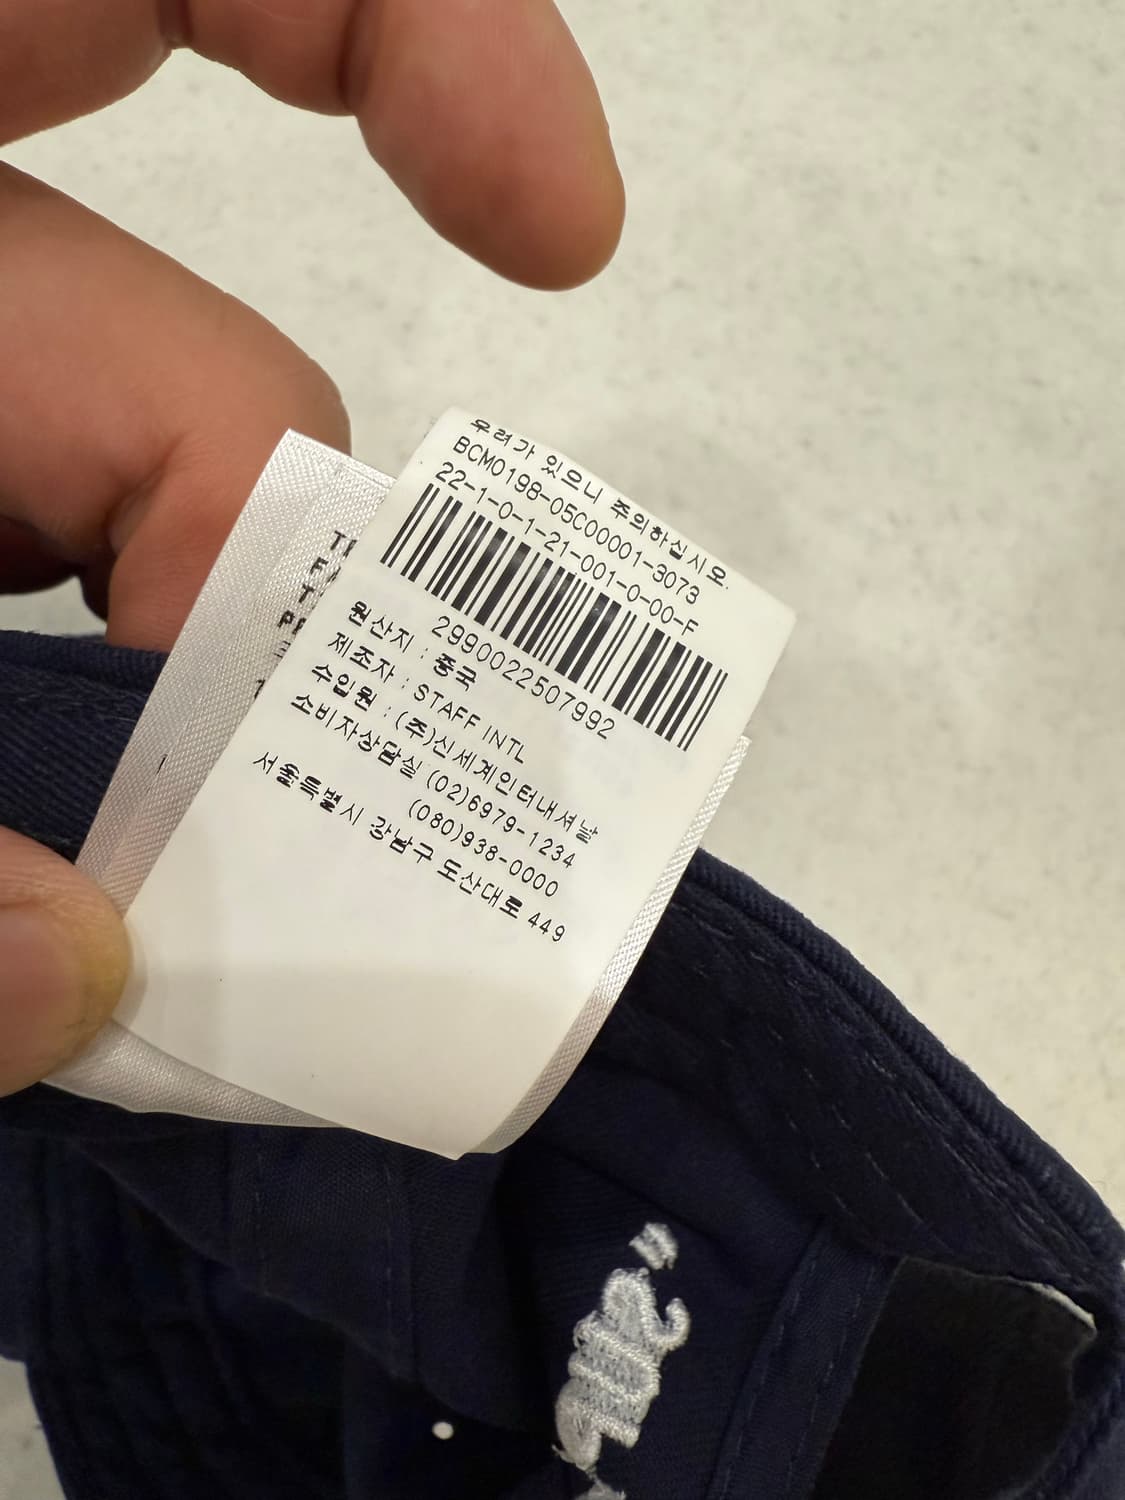 우려가 있으니 주의하십시오.
BCM0198-05C00001-3073
22-1-0-1-21-001-0-00-F
2990022507992
원산지 : 중국
제조자 : STAFF INTL
수입원 : (주)신세계인터내셔날
소비자상담실 (02)6979-1234
(080)938-0000
서울특별시 강남구 도산대로 449